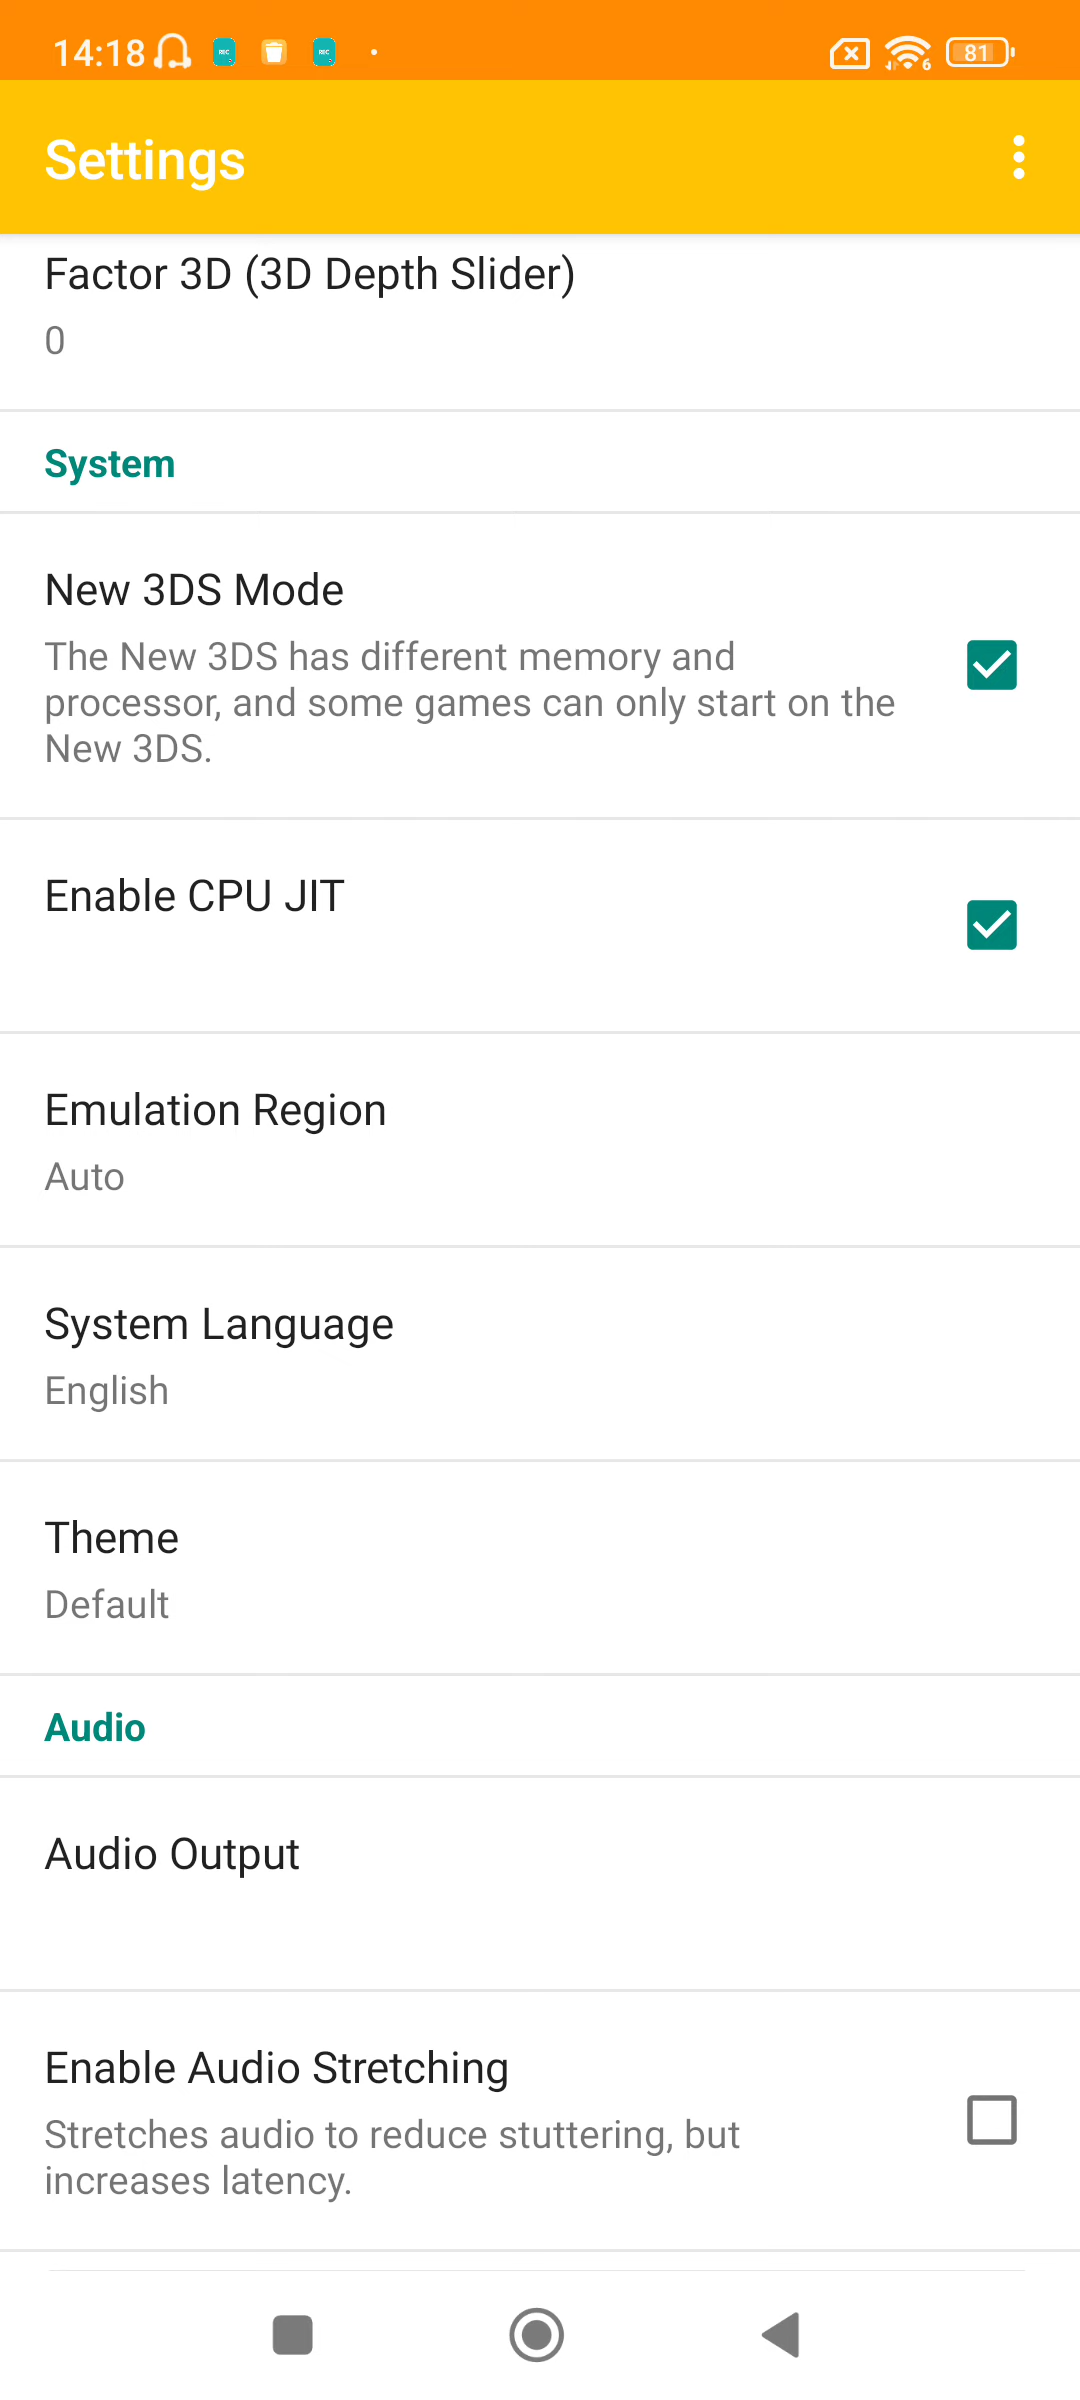 14:18
REC
REC
6
81
Settings
Factor 3D (3D Depth Slider)
0
System
New 3DS Mode
The New 3DS has different memory and
processor, and some games can only start on the
New 3DS.
Enable CPU JIT
Emulation Region
Auto
System Language
English
Theme
Default
Audio
Audio Output
Enable Audio Stretching
Stretches audio to reduce stuttering, but
increases latency.